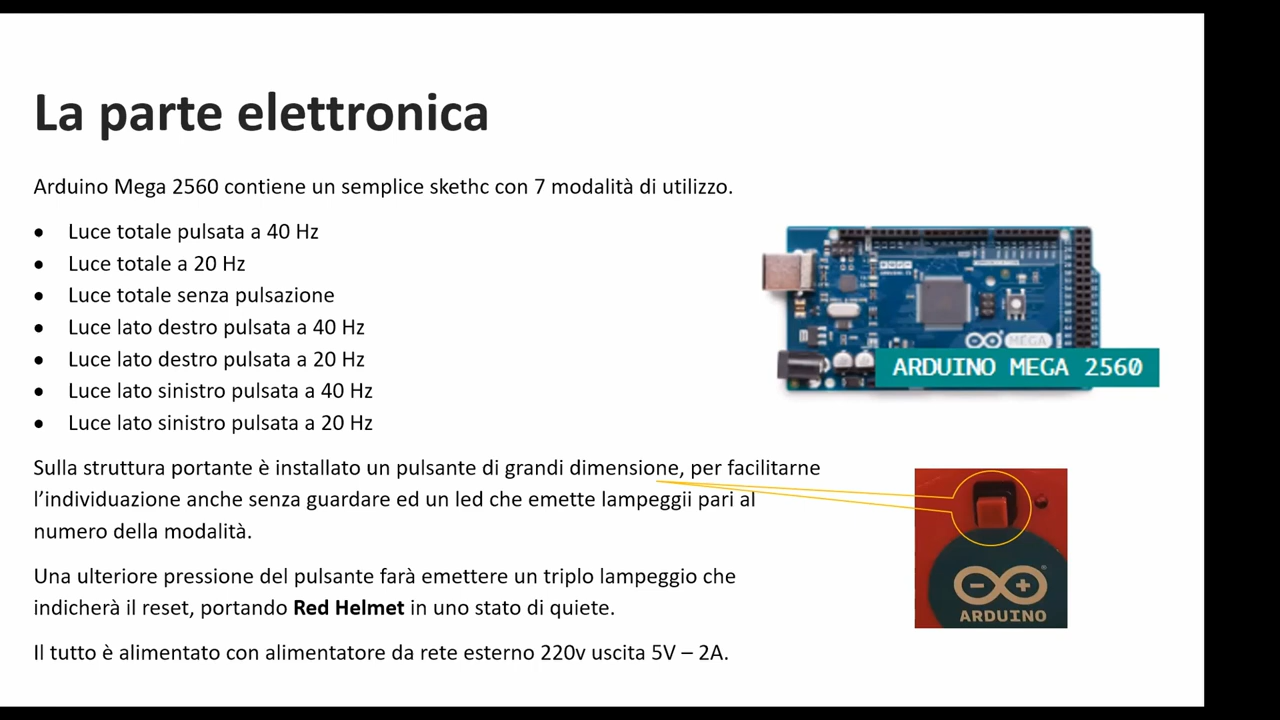 La parte elettronica
Arduino Mega 2560 contiene un semplice skethc con 7 modalità di utilizzo.
• Luce totale pulsata a 40 Hz
• Luce totale a 20 Hz
• Luce totale senza pulsazione
• Luce lato destro pulsata a 40 Hz
• Luce lato destro pulsata a 20 Hz
• Luce lato sinistro pulsata a 40 Hz
• Luce lato sinistro pulsata a 20 Hz
MEGA
ARDUINO MEGA 2560
Sulla struttura portante è installato un pulsante di grandi dimensione, per facilitarne
l’individuazione anche senza guardare ed un led che emette lampeggii pari al
numero della modalità.
Una ulteriore pressione del pulsante farà emettere un triplo lampeggio che
indicherà il reset, portando Red Helmet in uno stato di quiete.
Il tutto è alimentato con alimentatore da rete esterno 220v uscita 5V – 2A.
ARDUINO